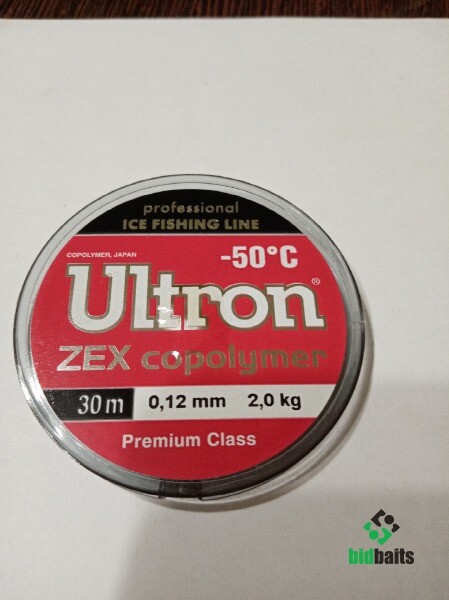 professional
ICE FISHING LINE
-50°C
COPOLYMER, JAPAN
Ultron®
ZEX copolymer
30 m 0,12 mm 2,0 kg
Premium Class
bidbaits